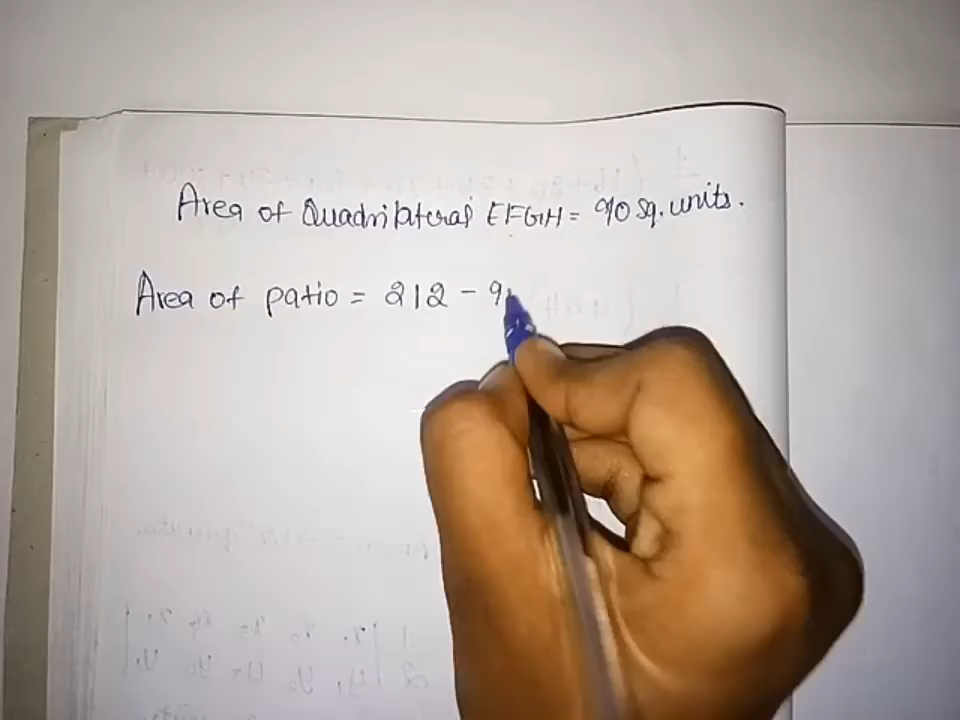 Area of Quadrilateral EFGH = 90 sq. units.
Area of patio = 212 - 9